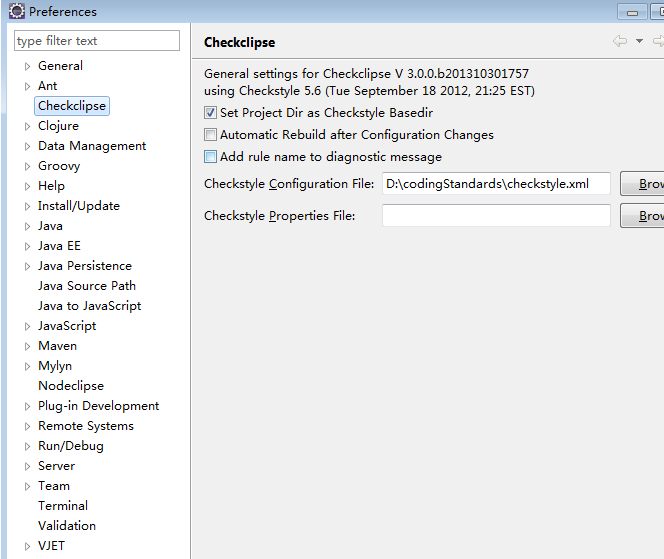 Preferences
type filter text
General
Ant
Checkclipse
Clojure
Data Management
Groovy
Help
Install/Update
Java
Java EE
Java Persistence
Java Source Path
Java to JavaScript
JavaScript
Maven
Mylyn
Nodeclipse
Plug-in Development
Remote Systems
Run/Debug
Server
Team
Terminal
Validation
VJET
Checkclipse
General settings for Checkclipse V 3.0.0.b201310301757
using Checkstyle 5.6 (Tue September 18 2012, 21:25 EST)
Set Project Dir as Checkstyle Basedir
Automatic Rebuild after Configuration Changes
Add rule name to diagnostic message
Checkstyle Configuration File: D:\codingStandards\checkstyle.xml Brow
Checkstyle Properties File: Brow